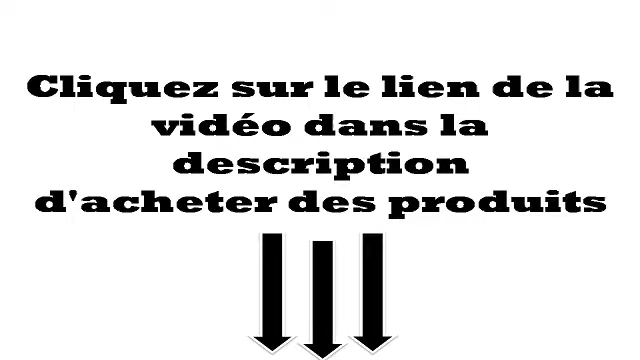 Cliquez sur le lien de la
vidéo dans la
description
d'acheter des produits